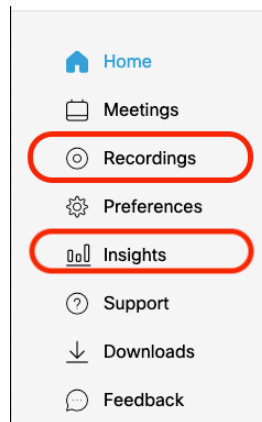 Home
Meetings
Recordings
Preferences
Insights
Support
Downloads
Feedback